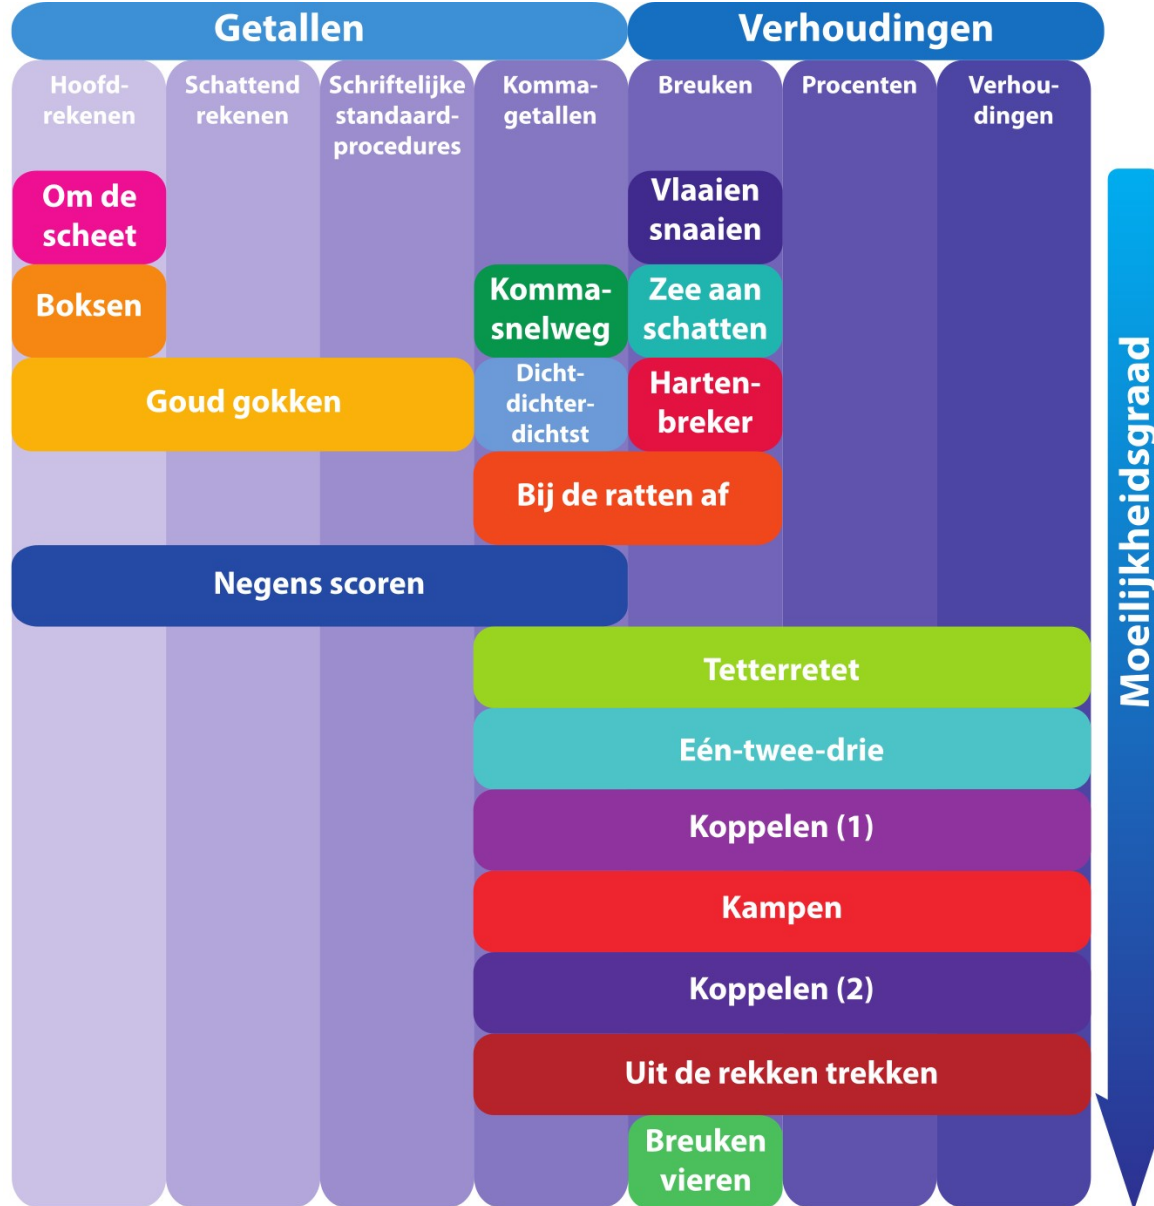 Getallen
Verhoudingen
Hoofd-
rekenen
Schattend
rekenen
Schriftelijke
standaard-
procedures
Komma-
getallen
Breuken
Procenten
Verhou-
dingen
Om de
scheet
Vlaaien
snaaien
Boksen
Komma-
snelweg
Zee aan
schatten
Goud gokken
Dicht-
dichter-
dichtst
Harten-
breker
Bij de ratten af
Negens scoren
Tetterretet
Eén-twee-drie
Koppelen (1)
Kampen
Koppelen (2)
Uit de rekken trekken
Breuken
vieren
Moeilijkheidsgraad